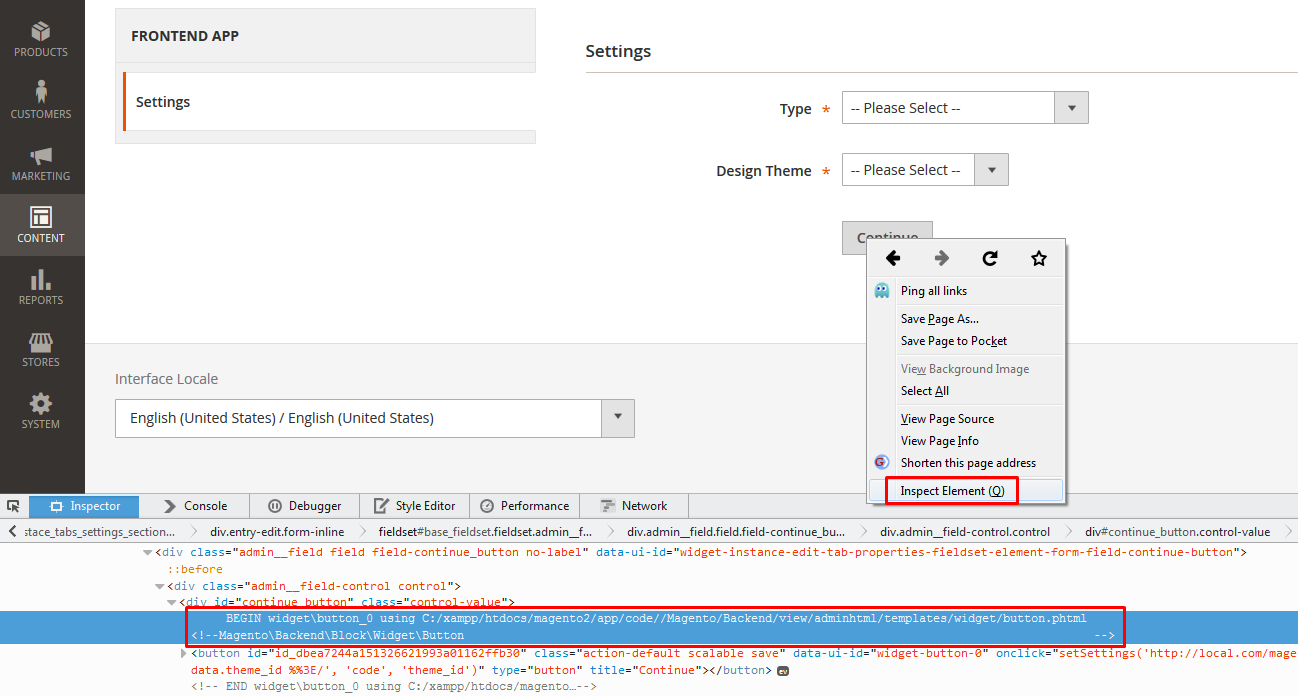 PRODUCTS
CUSTOMERS
MARKETING
CONTENT
REPORTS
STORES
SYSTEM
FRONTEND APP
Settings
Settings
Type *
-- Please Select --
Design Theme *
-- Please Select --
Continue
Ping all links
Save Page As...
Save Page to Pocket
View Background Image
Select All
View Page Source
View Page Info
Shorten this page address
Inspect Element (Q)
Interface Locale
English (United States) / English (United States)
Inspector Console Debugger Style Editor Performance Network
stace_tabs_settings_section... div.entry-edit.form-inline fieldset#base_fieldset.fieldset.admin__f... div.admin__field.field.field-continue_bu... div.admin__field-control.control div#continue_button.control-value
<div class="admin__field field field-continue_button no-label" data-ui-id="widget-instance-edit-tab-properties-fieldset-element-form-field-continue-button">
::before
<div class="admin__field-control control">
<div id="continue_button" class="control-value">
BEGIN widget\button_0 using C:/xampp/htdocs/magento2/app/code//Magento/Backend/view/adminhtml/templates/widget/button.phtml
<!--Magento\Backend\Block\Widget\Button -->
<button id="id_dbea7244a151326621993a01162ffb30" class="action-default scalable save" data-ui-id="widget-button-0" onclick="setSettings('http://local.com/mage
data.theme_id %%3E/', 'code', 'theme_id')" type="button" title="Continue"></button> ev
<!-- END widget\button_0 using C:/xampp/htdocs/magento…-->